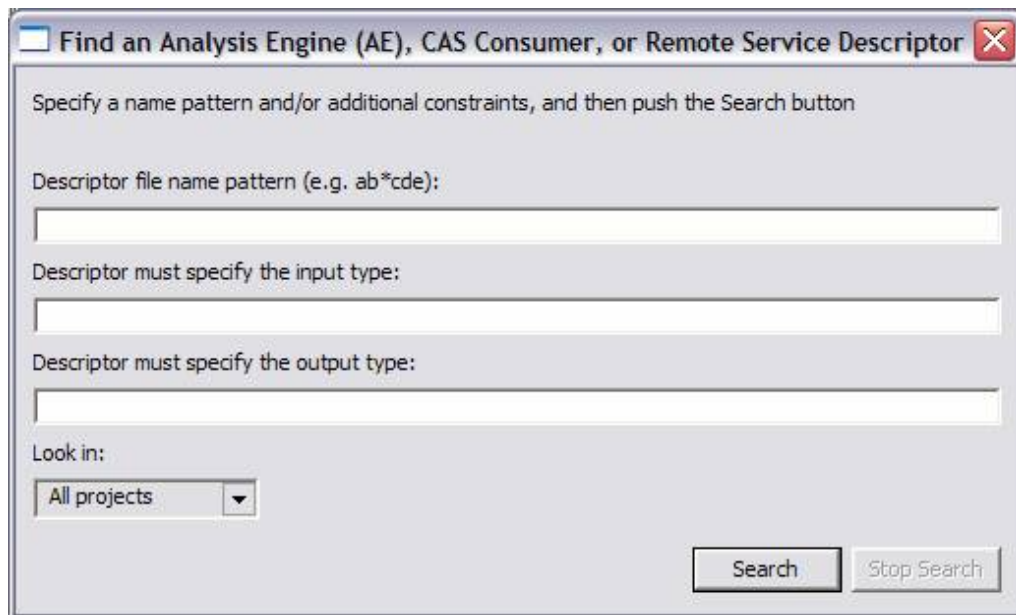 Find an Analysis Engine (AE), CAS Consumer, or Remote Service Descriptor
Specify a name pattern and/or additional constraints, and then push the Search button
Descriptor file name pattern (e.g. ab*cde):
Descriptor must specify the input type:
Descriptor must specify the output type:
Look in:
All projects
Search Stop Search